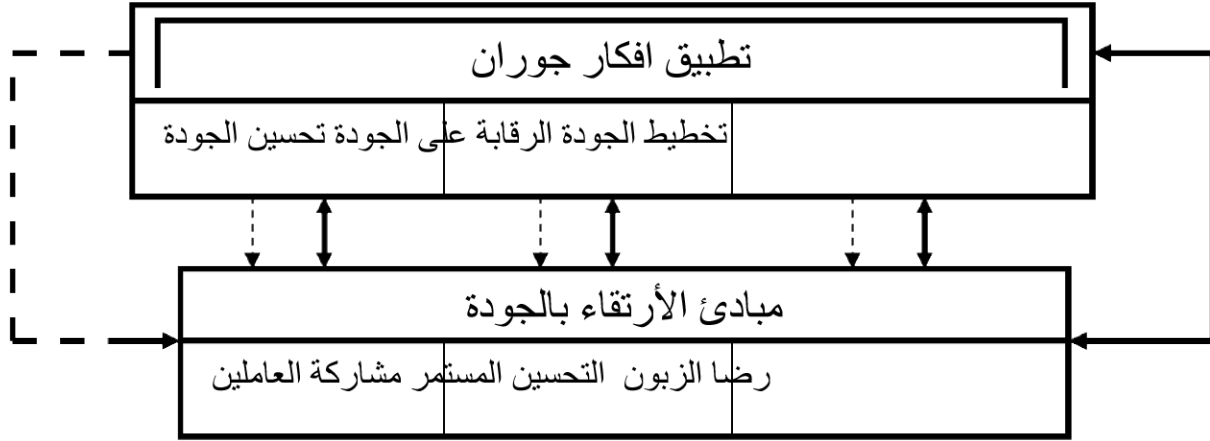 تطبيق افكار جوران
تخطيط الجودة الرقابة على الجودة تحسين الجودة
مبادئ الأرتقاء بالجودة
رضا الزبون التحسين المستمر مشاركة العاملين